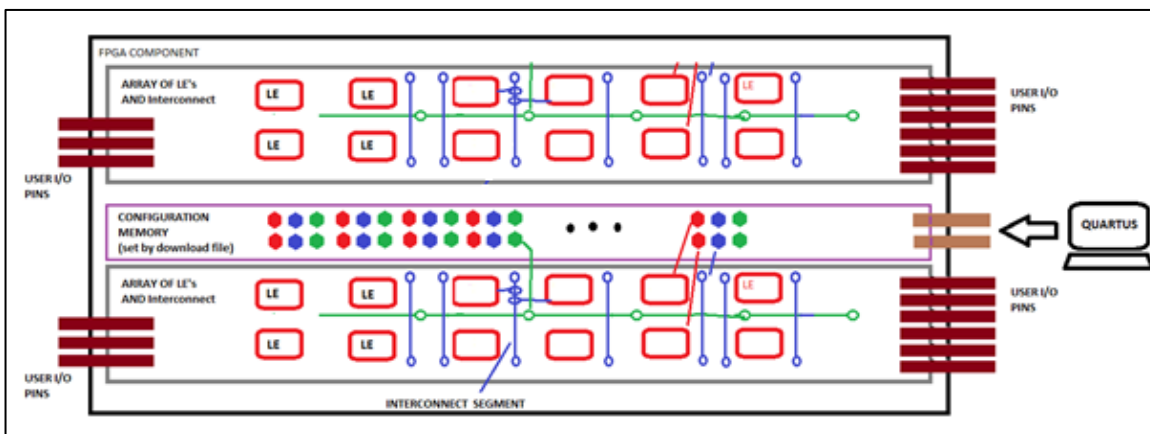 FPGA COMPONENT
ARRAY OF LE's
AND Interconnect
LE
LE
LE
LE
LE
USER I/O
PINS
USER I/O
PINS
CONFIGURATION
MEMORY
(set by download file)
QUARTUS
ARRAY OF LE's
AND Interconnect
LE
LE
LE
LE
LE
USER I/O
PINS
USER I/O
PINS
INTERCONNECT SEGMENT